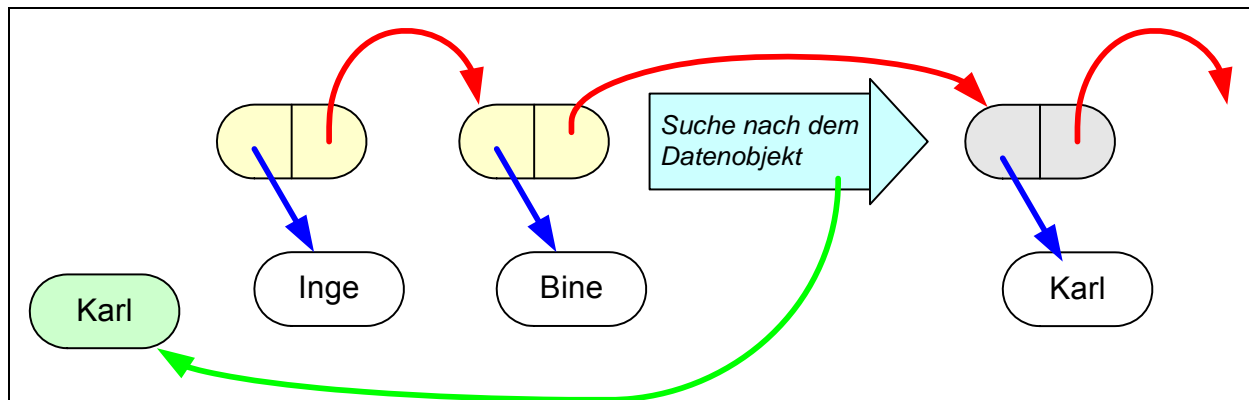 Suche nach dem
Datenobjekt
Inge
Bine
Karl
Karl